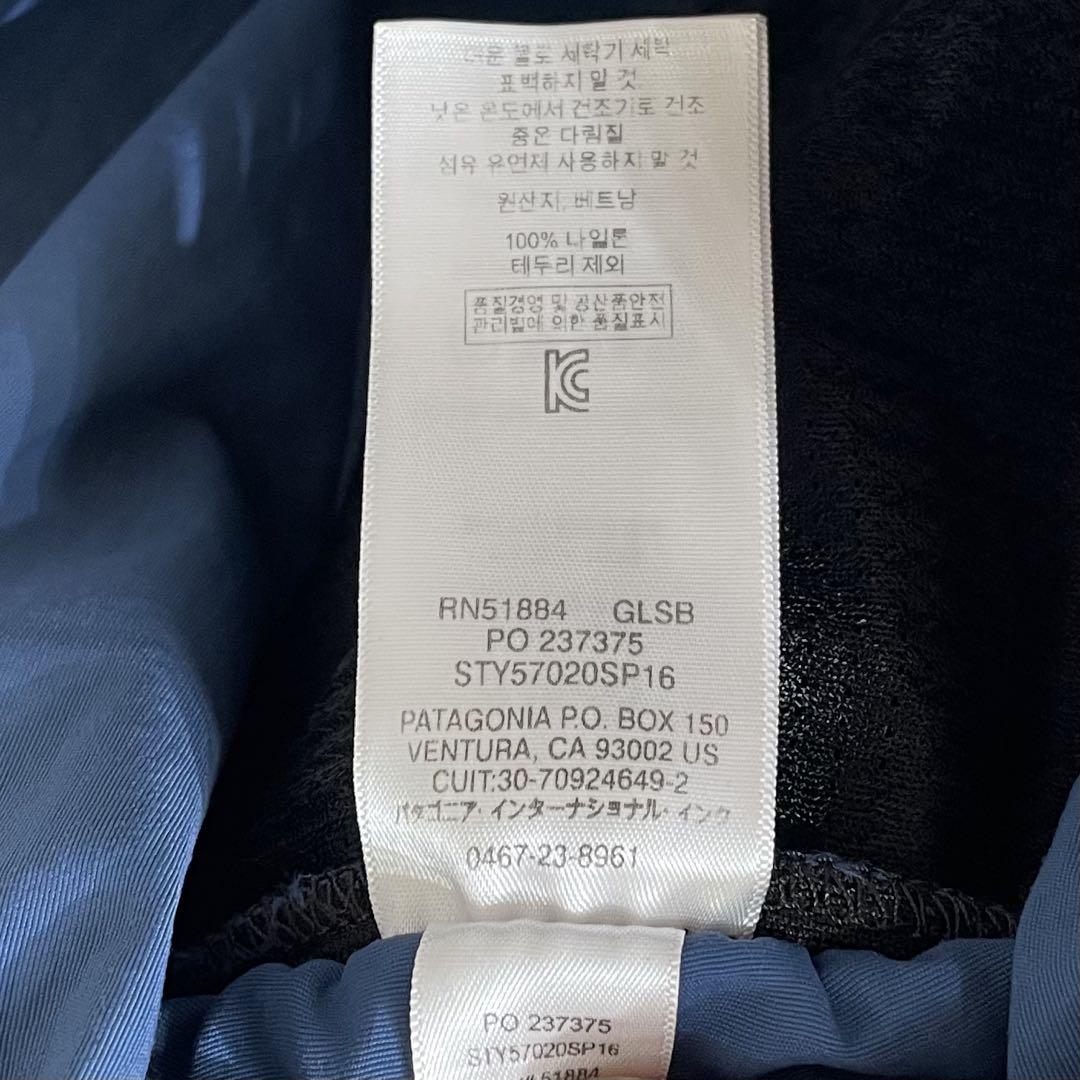 더운 물로 세탁기 세탁
표백하지 말 것
낮은 온도에서 건조기로 건조
중온 다림질
섬유 유연제 사용하지 말 것
원산지: 베트남
100% 나일론
테두리 제외
품질경영 및 공산품안전
관리법에 의한 품질표시
KC
RN51884 GLSB
PO 237375
STY57020SP16
PATAGONIA P.O. BOX 150
VENTURA, CA 93002 US
CUIT:30-70924649-2
パタゴニア・インターナショナル・インク
0467-23-8961
PO 237375
STY57020SP16
51884